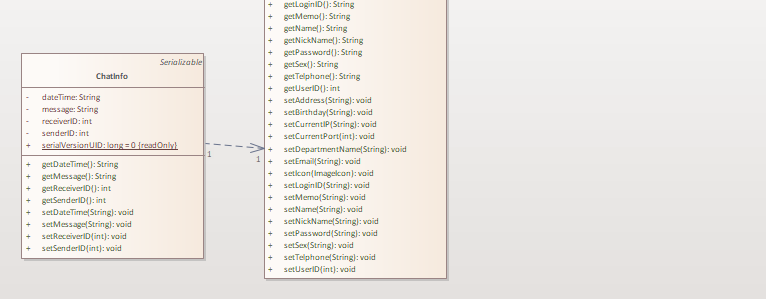 Serializable
ChatInfo
- dateTime: String
- message: String
- receiverID: int
- senderID: int
+ serialVersionUID: long = 0 {readOnly}
+ getDateTime(): String
+ getMessage(): String
+ getReceiverID(): int
+ getSenderID(): int
+ setDateTime(String): void
+ setMessage(String): void
+ setReceiverID(int): void
+ setSenderID(int): void
1
1
+ getLoginID(): String
+ getMemo(): String
+ getName(): String
+ getNickName(): String
+ getPassword(): String
+ getSex(): String
+ getTelphone(): String
+ getUserID(): int
+ setAddress(String): void
+ setBirthday(String): void
+ setCurrentIP(String): void
+ setCurrentPort(int): void
+ setDepartmentName(String): void
+ setEmail(String): void
+ setIcon(ImageIcon): void
+ setLoginID(String): void
+ setMemo(String): void
+ setName(String): void
+ setNickName(String): void
+ setPassword(String): void
+ setSex(String): void
+ setTelphone(String): void
+ setUserID(int): void